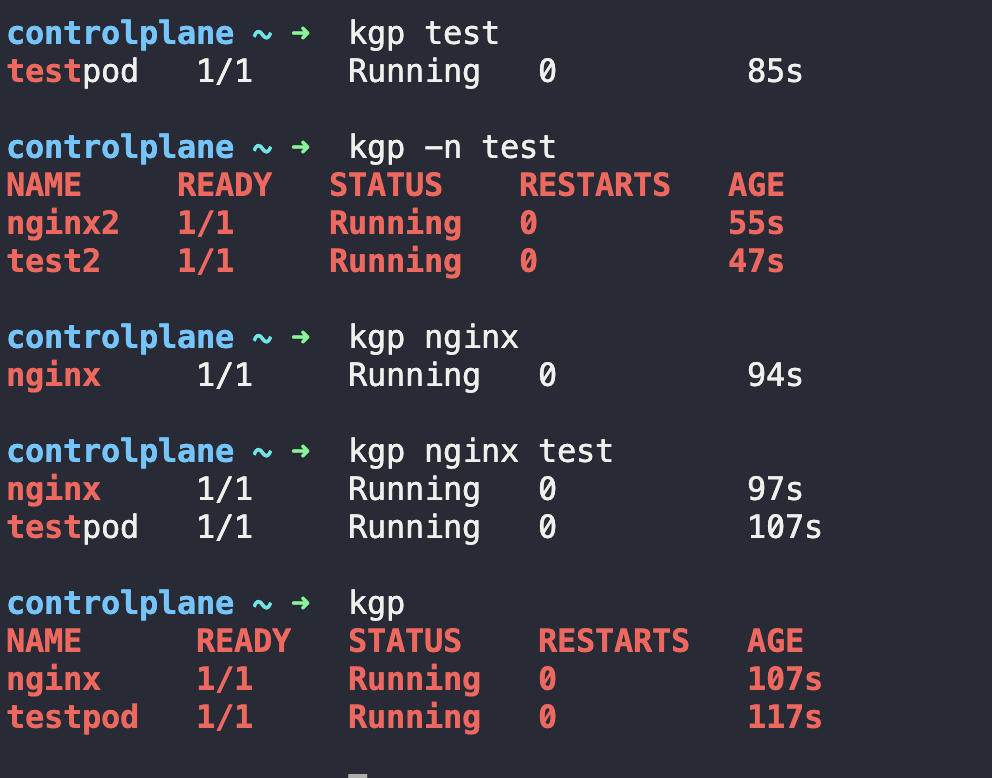 controlplane ~ ➜  kgp test
testpod   1/1     Running   0          85s
controlplane ~ ➜  kgp -n test
NAME     READY   STATUS    RESTARTS   AGE
nginx2   1/1     Running   0          55s
test2    1/1     Running   0          47s
controlplane ~ ➜  kgp nginx
nginx     1/1     Running   0          94s
controlplane ~ ➜  kgp nginx test
nginx     1/1     Running   0          97s
testpod   1/1     Running   0          107s
controlplane ~ ➜  kgp
NAME      READY   STATUS    RESTARTS   AGE
nginx     1/1     Running   0          107s
testpod   1/1     Running   0          117s